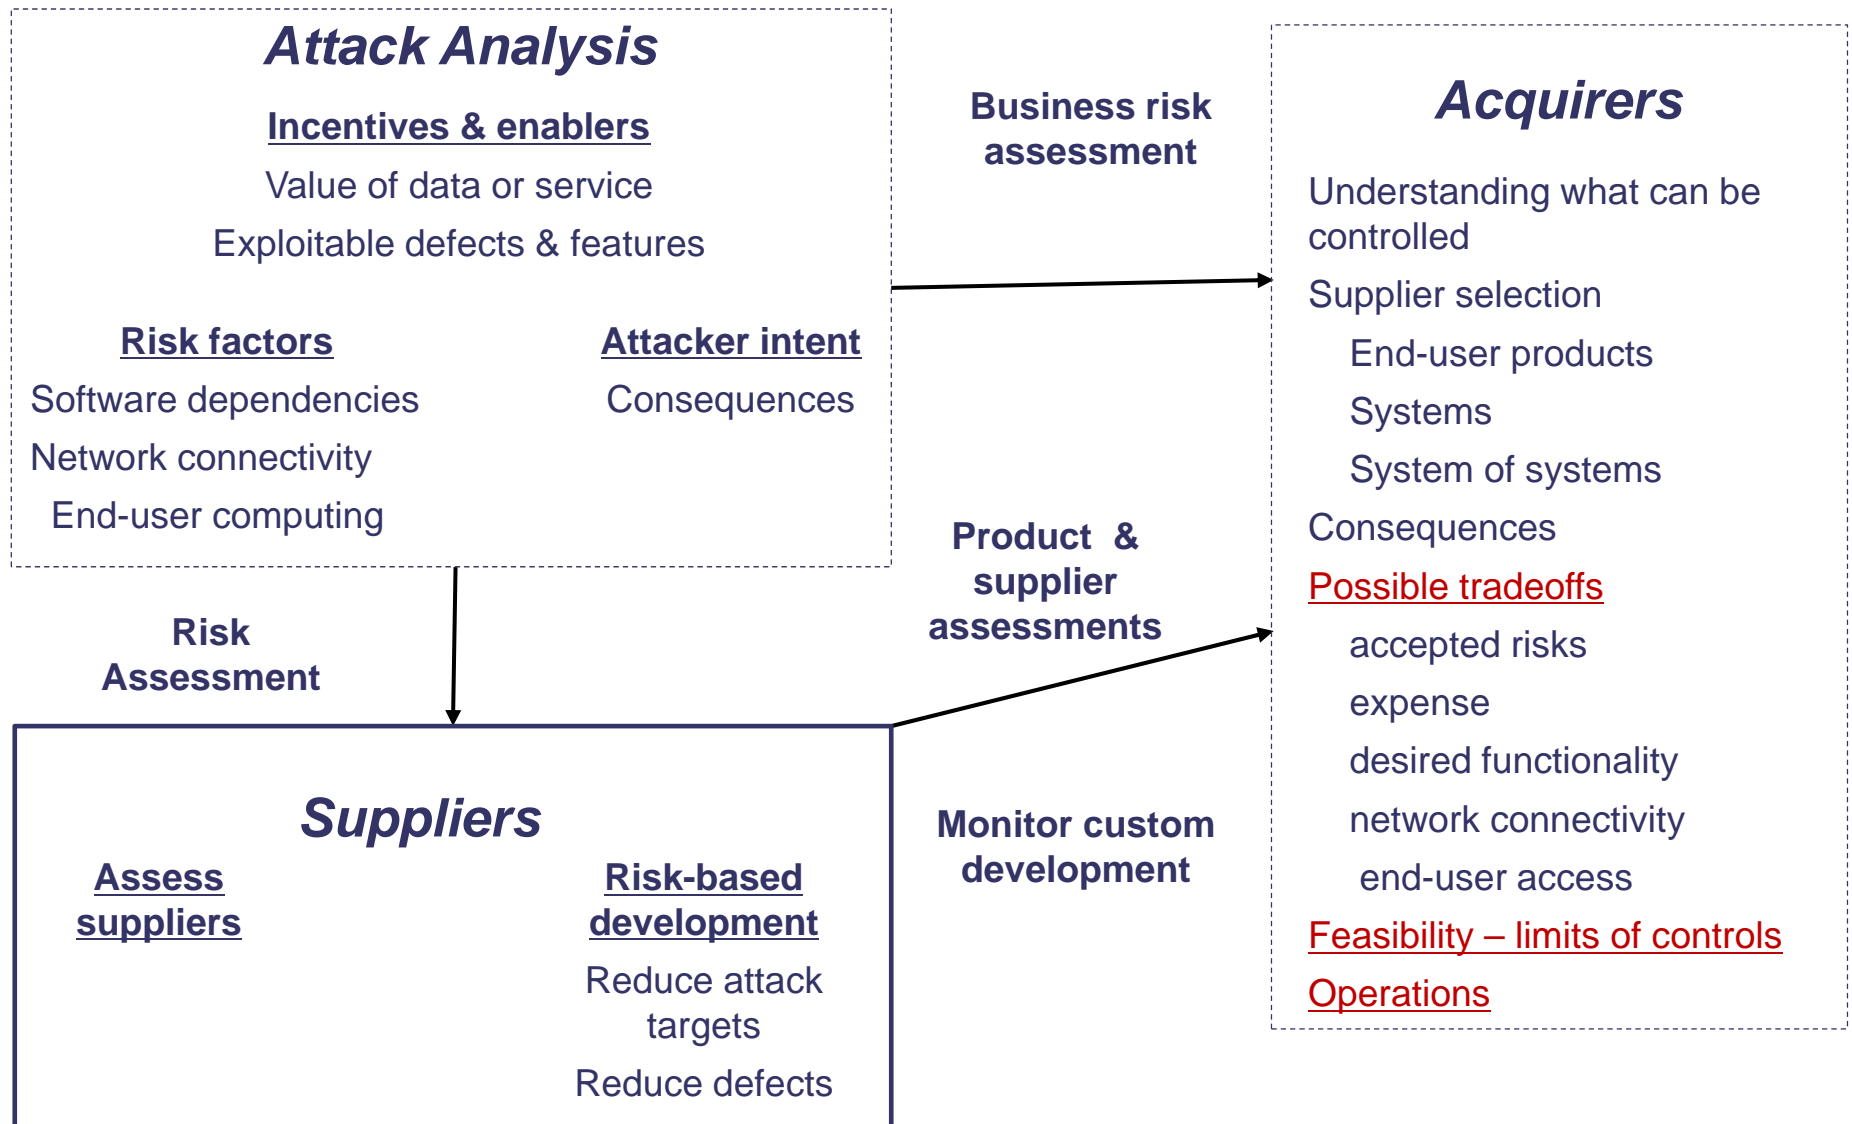 Attack Analysis
Incentives & enablers
Value of data or service
Exploitable defects & features
Risk factors
Software dependencies
Network connectivity
End-user computing
Attacker intent
Consequences
Business risk
assessment
Risk
Assessment
Product & 
supplier
assessments
Monitor custom
development
Suppliers
Assess
suppliers
Risk-based
development
Reduce attack
targets
Reduce defects
Acquirers
Understanding what can be
controlled
Supplier selection
End-user products
Systems
System of systems
Consequences
Possible tradeoffs
accepted risks
expense
desired functionality
network connectivity
end-user access
Feasibility – limits of controls
Operations